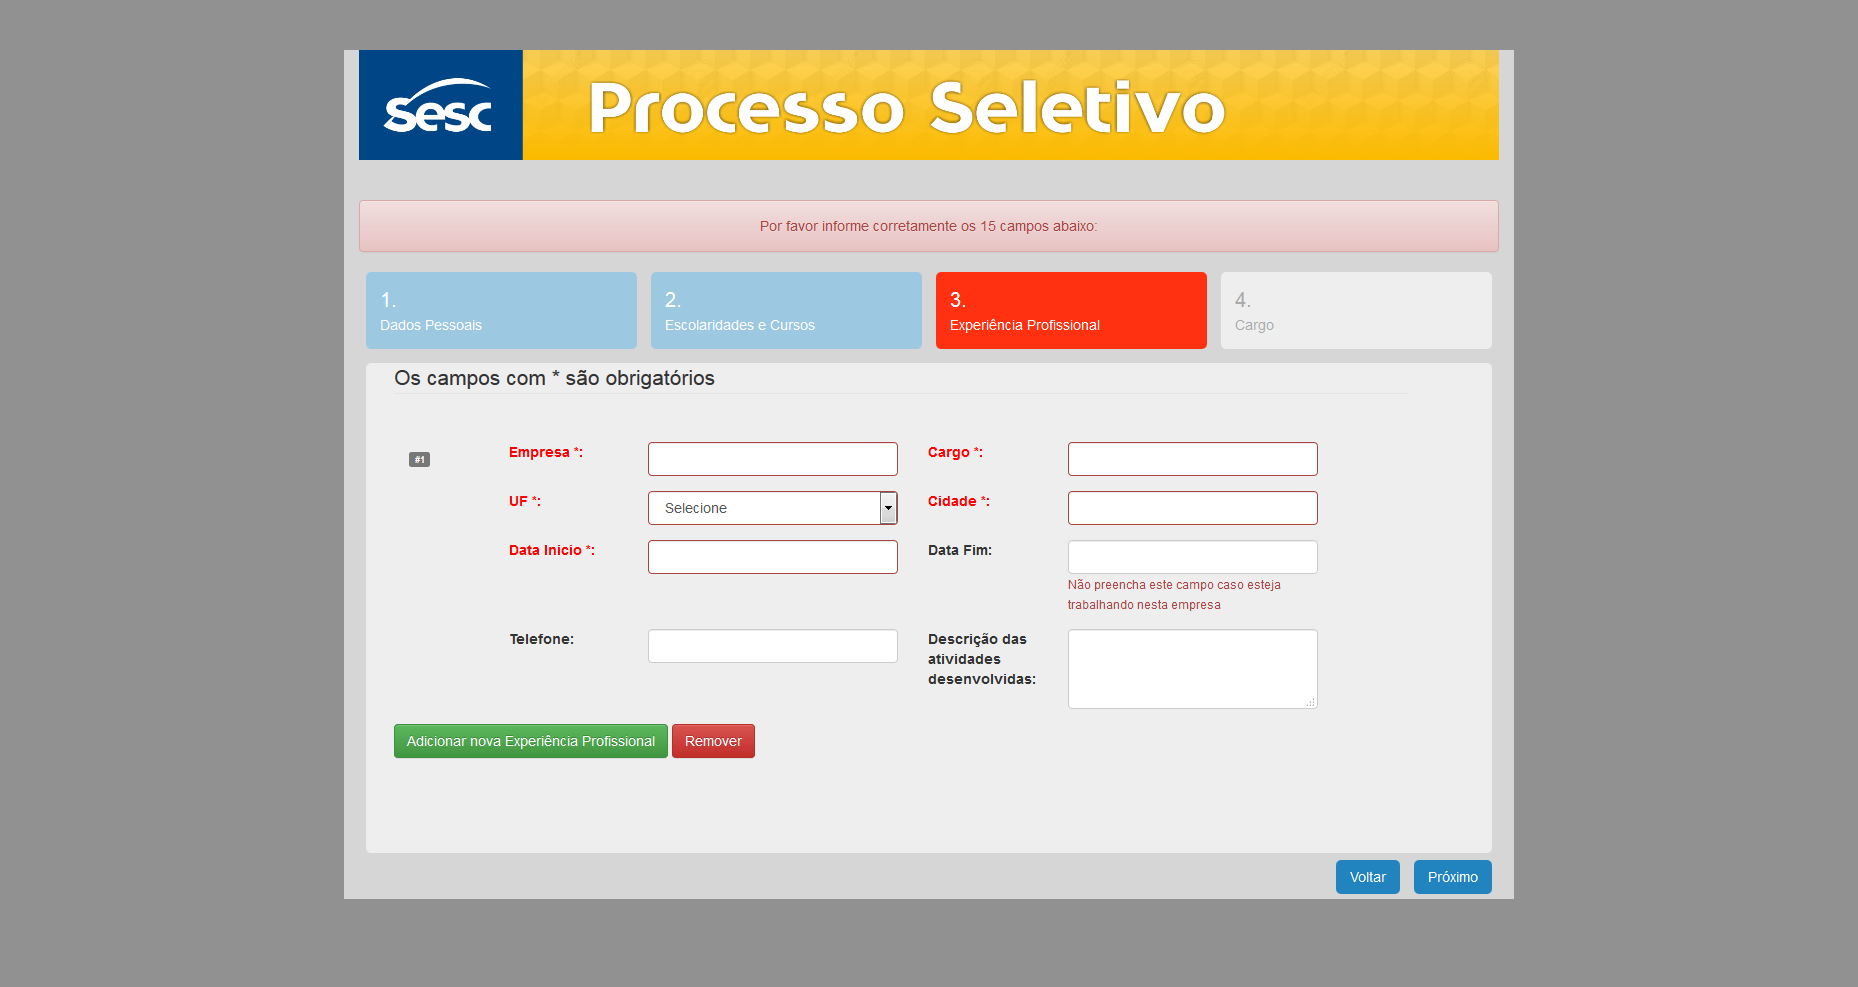 sesc
Processo Seletivo
Por favor informe corretamente os 15 campos abaixo:
1.
Dados Pessoais
2.
Escolaridades e Cursos
3.
Experiência Profissional
4.
Cargo
Os campos com * são obrigatórios
#1
Empresa *:
Cargo *:
UF *:
Selecione
Cidade *:
Data Inicio *:
Data Fim:
Não preencha este campo caso esteja
trabalhando nesta empresa
Telefone:
Descrição das
atividades
desenvolvidas:
Adicionar nova Experiência Profissional
Remover
Voltar
Próximo